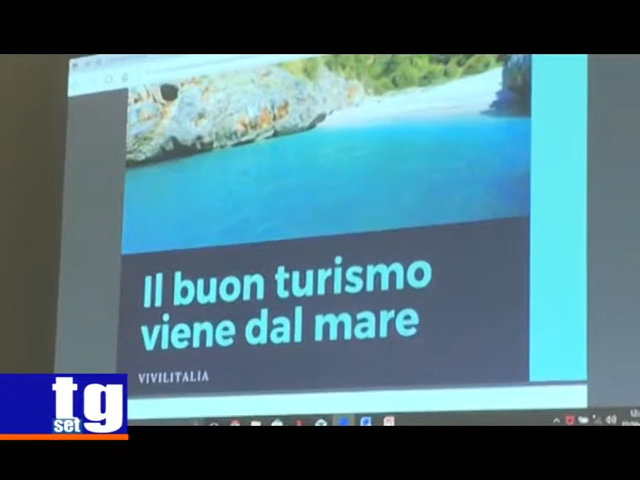 Il buon turismo
viene dal mare
VIVILITALIA
tg
set